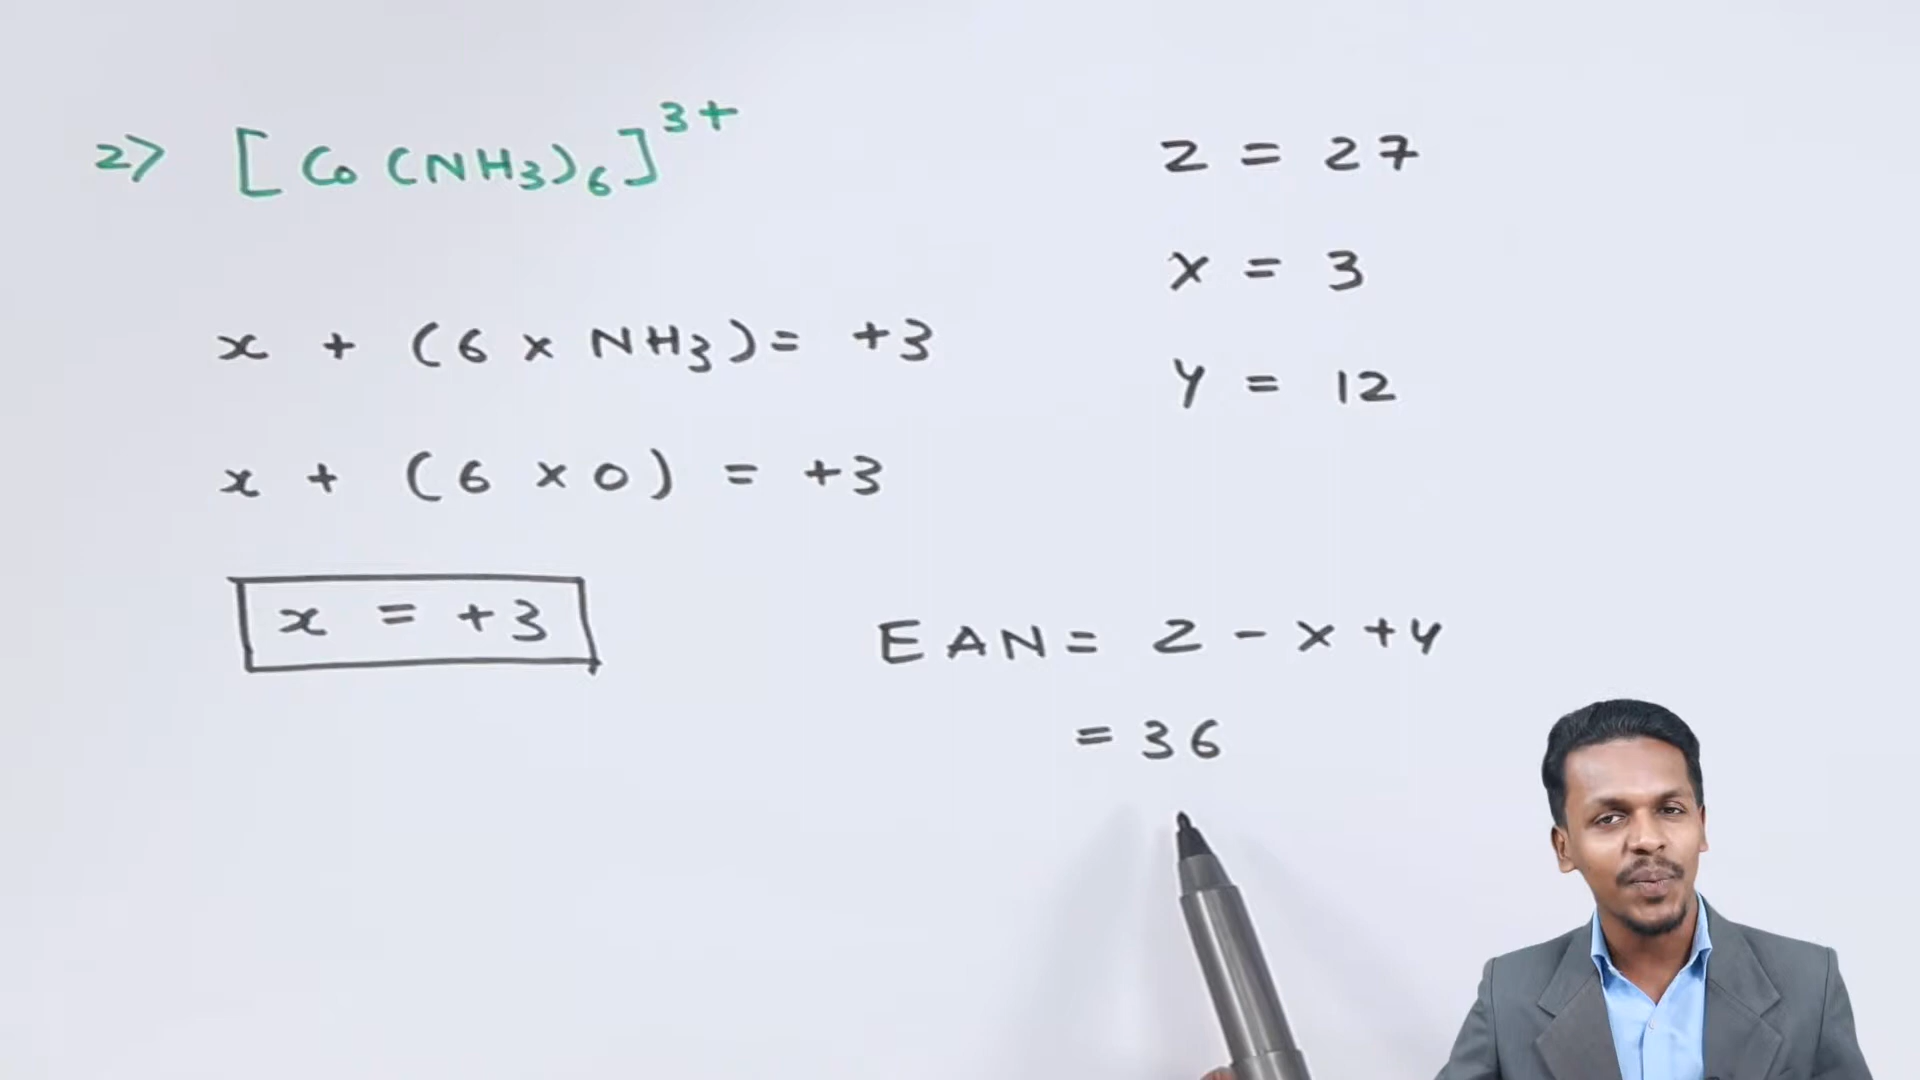 2) [Co(NH3)6]3+
x + (6 × NH3) = +3
x + (6 × 0) = +3
x = +3
Z = 27
X = 3
Y = 12
EAN = Z - X + Y
= 36